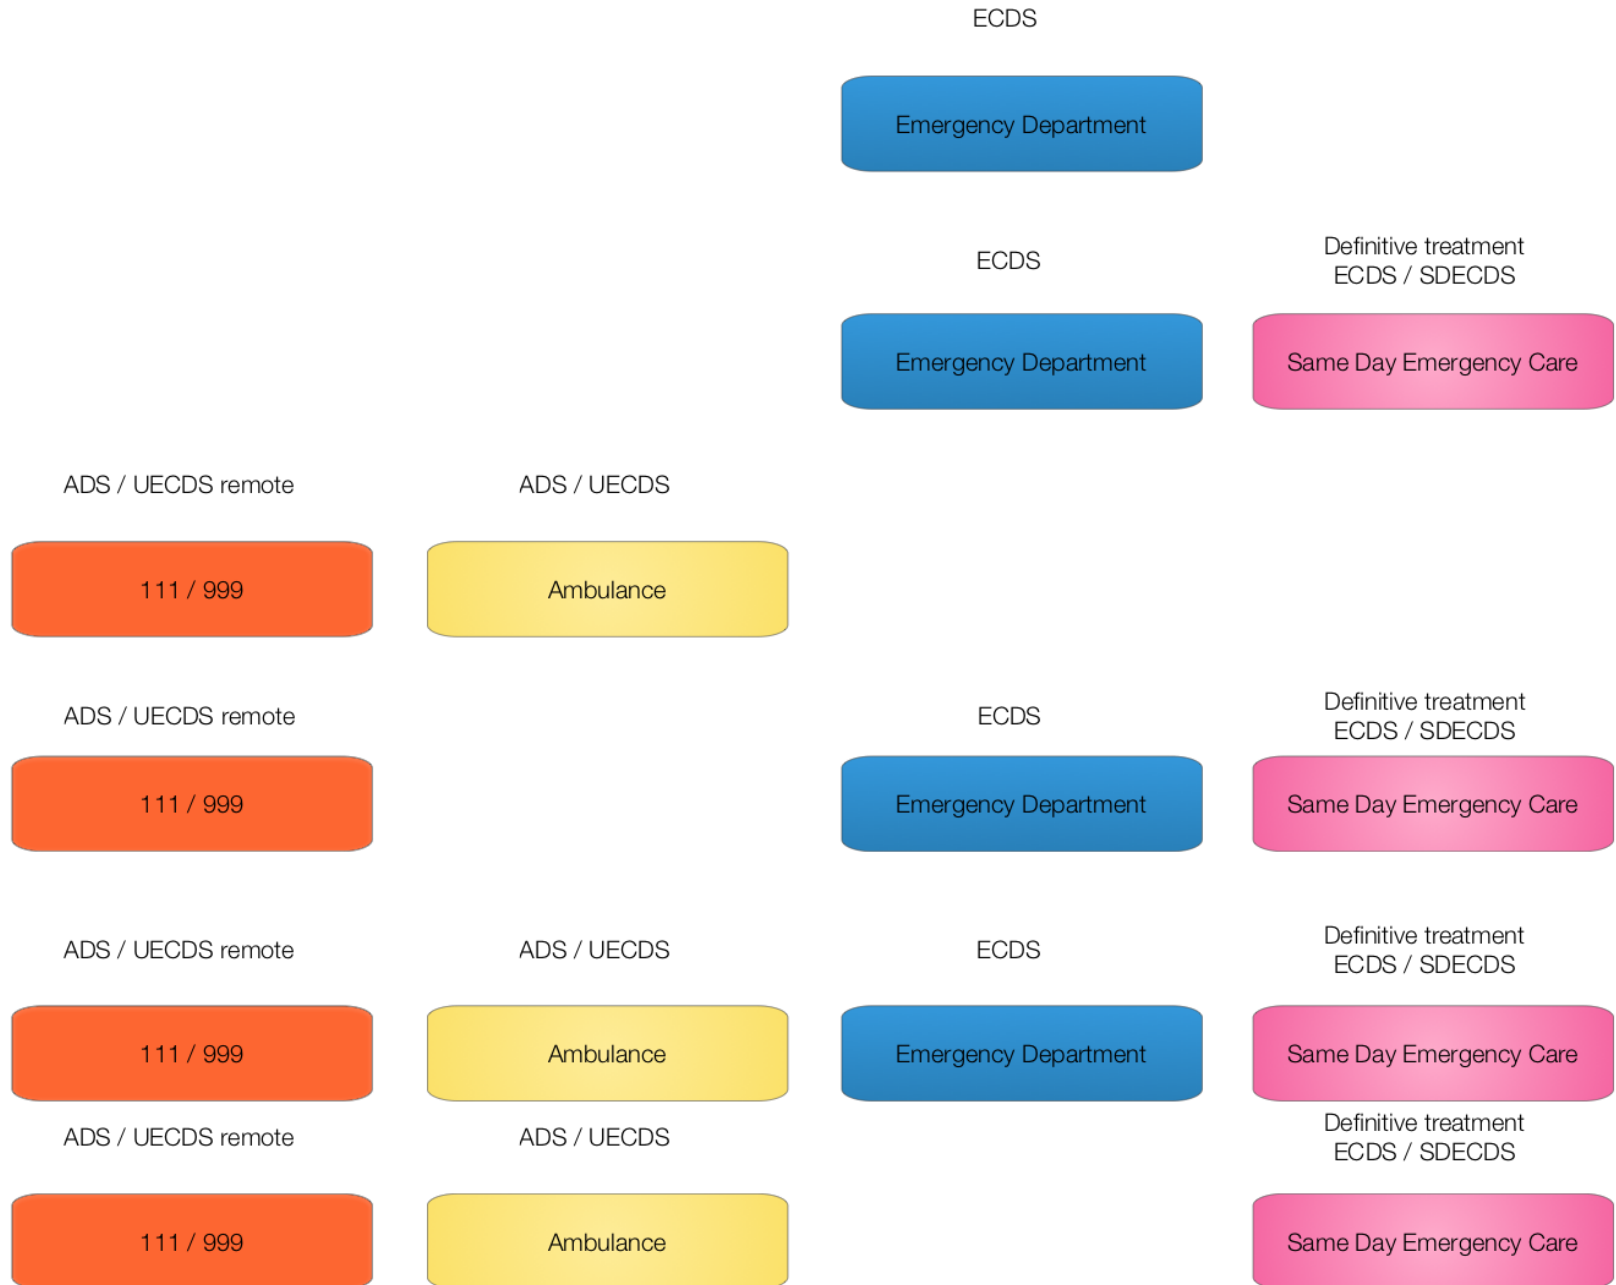 ECDS
Emergency Department
ECDS
Definitive treatment
ECDS / SDECDS
Emergency Department
Same Day Emergency Care
ADS / UECDS remote
ADS / UECDS
111 / 999
Ambulance
ADS / UECDS remote
ECDS
Definitive treatment
ECDS / SDECDS
111 / 999
Emergency Department
Same Day Emergency Care
ADS / UECDS remote
ADS / UECDS
ECDS
Definitive treatment
ECDS / SDECDS
111 / 999
Ambulance
Emergency Department
Same Day Emergency Care
ADS / UECDS remote
ADS / UECDS
Definitive treatment
ECDS / SDECDS
111 / 999
Ambulance
Same Day Emergency Care